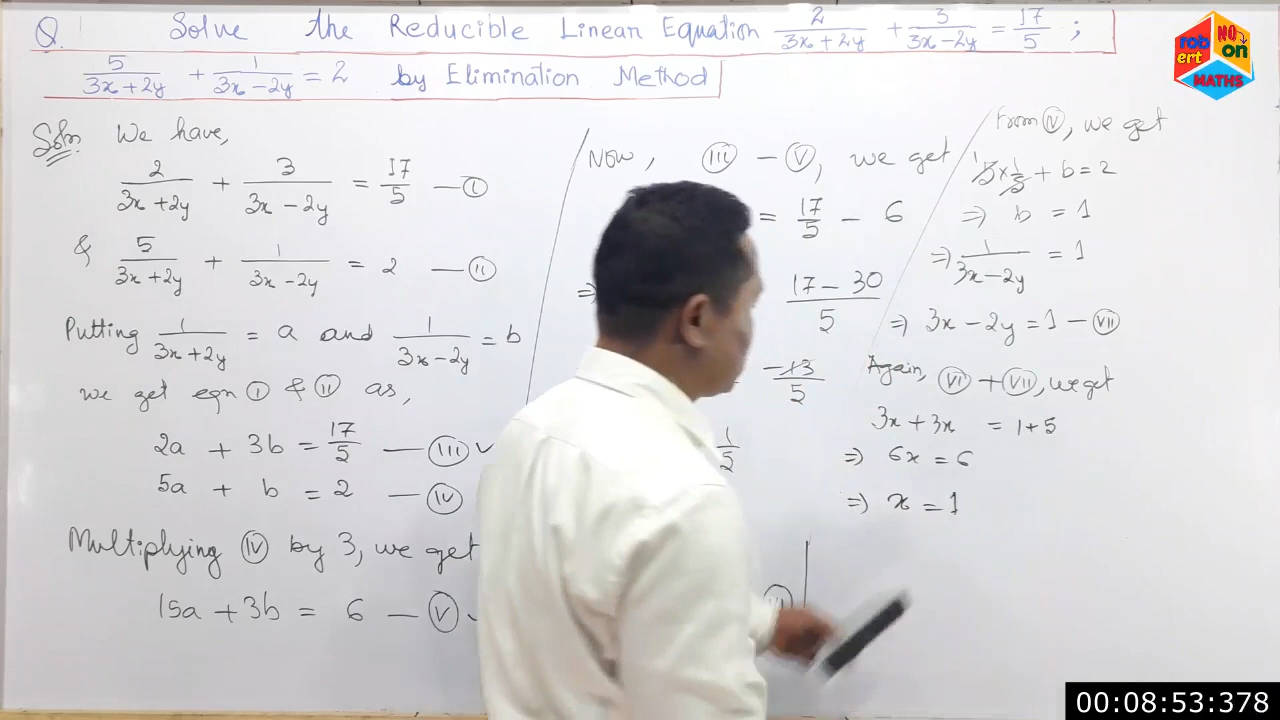 Q. Solve the Reducible Linear Equation 2/(3x+2y) + 3/(3x-2y) = 17/5 ;
5/(3x+2y) + 1/(3x-2y) = 2 by Elimination Method
robert NONGON MATHS
Soln. We have,
2/(3x+2y) + 3/(3x-2y) = 17/5 — (I)
& 5/(3x+2y) + 1/(3x-2y) = 2 — (II)
Putting 1/(3x+2y) = a and 1/(3x-2y) = b
we get eqn (I) & (II) as,
2a + 3b = 17/5 — (III) ✓
5a + b = 2 — (IV)
Multiplying (IV) by 3, we get
15a + 3b = 6 — (V) ✓
Now, (III) - (V), we get
= 17/5 - 6
⇒ (17-30)/5
-13/5
1/5
(VI)
From (IV), we get
5×1/5 + b = 2
⇒ b = 1
⇒ 1/(3x-2y) = 1
⇒ 3x-2y = 1 — (VII)
Again, (VI) + (VII), we get
3x + 3x = 1+5
⇒ 6x = 6
⇒ x = 1
00:08:53:378